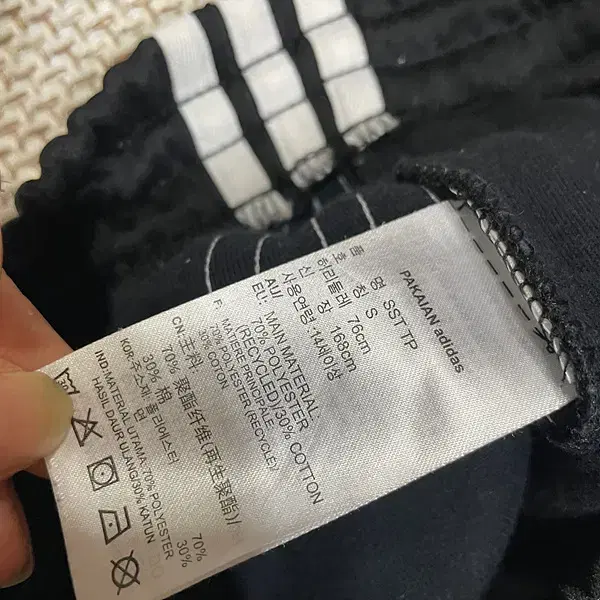 PAKAIAN adidas
품명 SST TP
호칭 S
허리둘레 76cm
신장 168cm
사용연령:14세이상
AU/ MAIN MATERIAL:
EU: 70% POLYESTER
(RECYCLED)/30% COTTON
F: MATIERE PRINCIPALE:
70% POLYESTER (RECYCLE)/
30% COTON
CN:主料:
70% 聚酯纤维(再生聚酯)/
30% 棉
KOR:주소재:폴리에스터 70%
30%
IND:MATERIAL UTAMA:70% POLYESTER
HASIL DAUR ULANG/30% KATUN
30